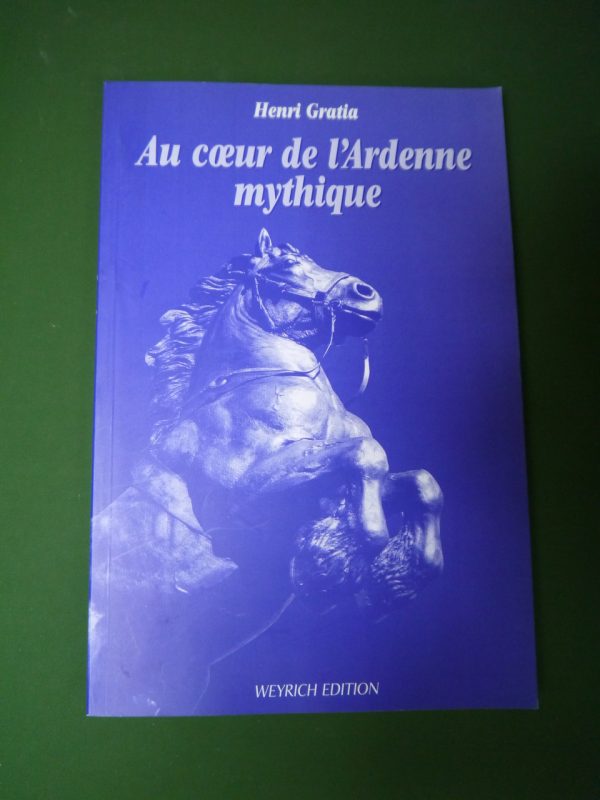 Henri Gratia
Au cœur de l'Ardenne
mythique
WEYRICH EDITION